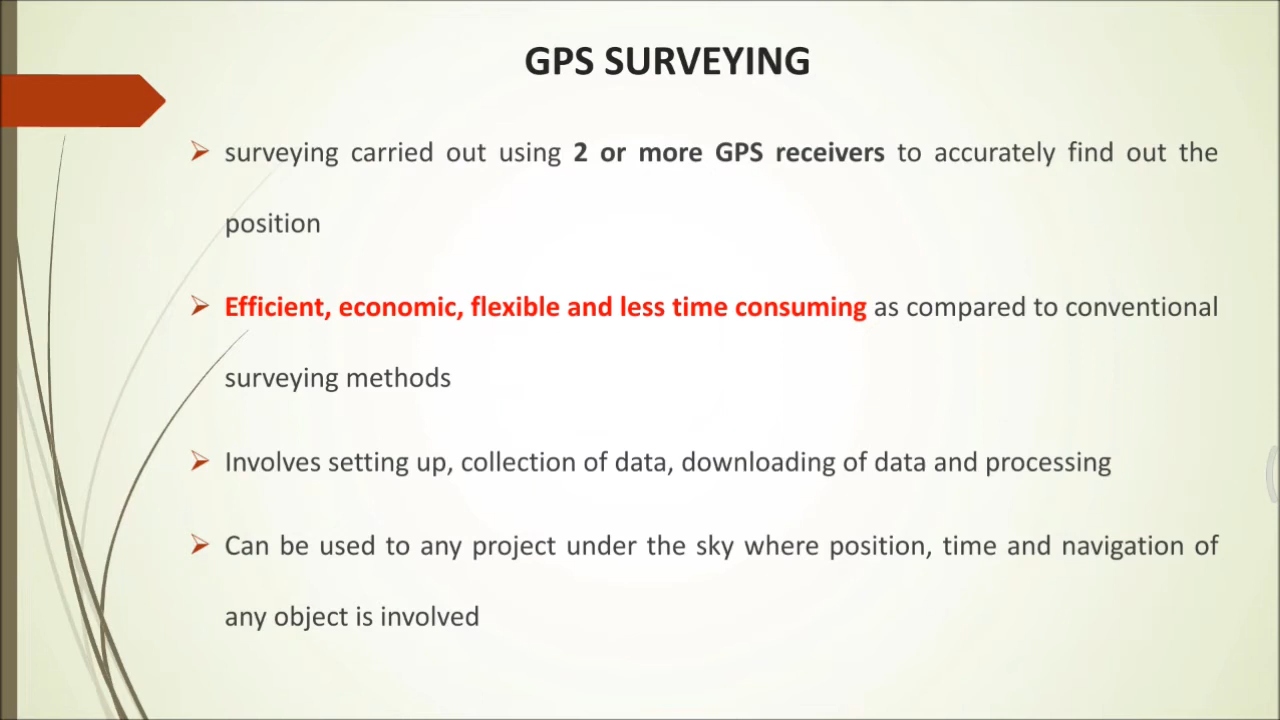 GPS SURVEYING
surveying carried out using 2 or more GPS receivers to accurately find out the
position
Efficient, economic, flexible and less time consuming as compared to conventional
surveying methods
Involves setting up, collection of data, downloading of data and processing
Can be used to any project under the sky where position, time and navigation of
any object is involved